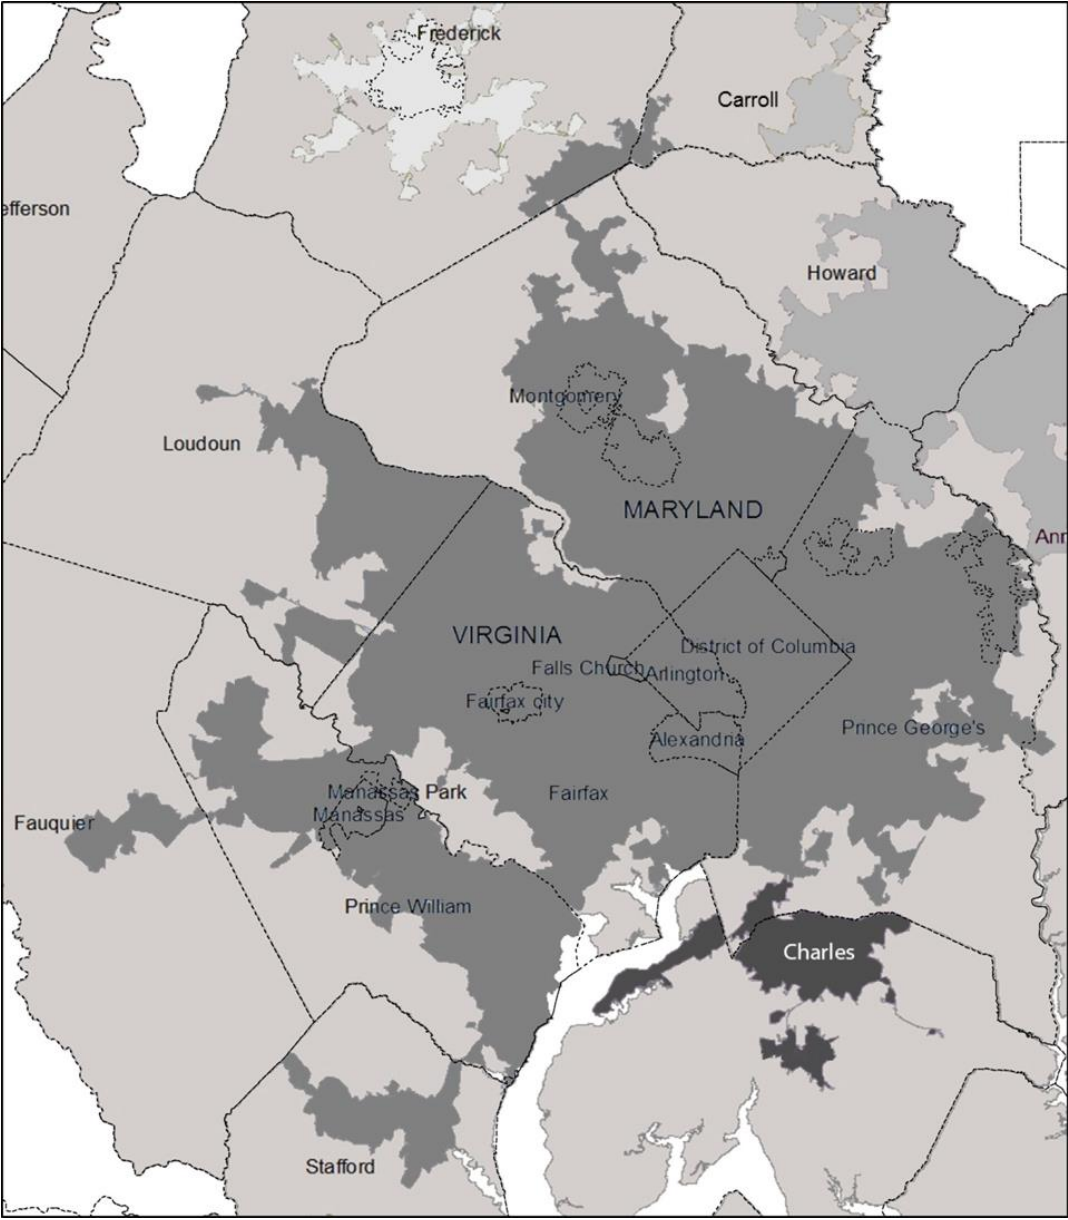 Frederick
Carroll
efferson
Howard
Montgomery
Loudoun
MARYLAND
Ann
VIRGINIA
District of Columbia
Falls Church
Arlington
Fairfax city
Prince George's
Alexandria
Manassas Park
Fairfax
Manassas
Fauquier
Prince William
Charles
Stafford